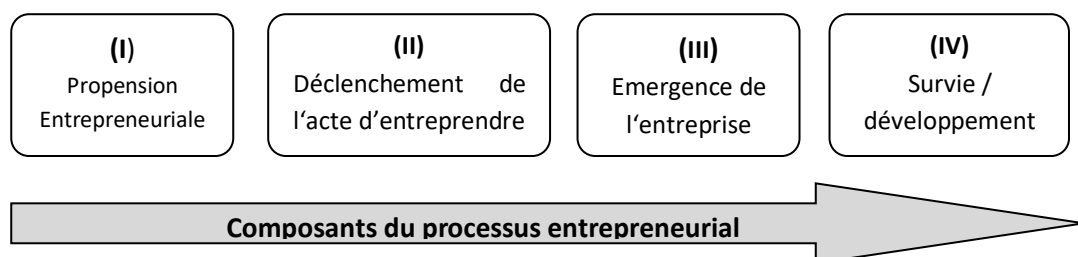 (I)
Propension
Entrepreneuriale
(II)
Déclenchement de
l‘acte d’entreprendre
(III)
Emergence de
l‘entreprise
(IV)
Survie /
développement
Composants du processus entrepreneurial